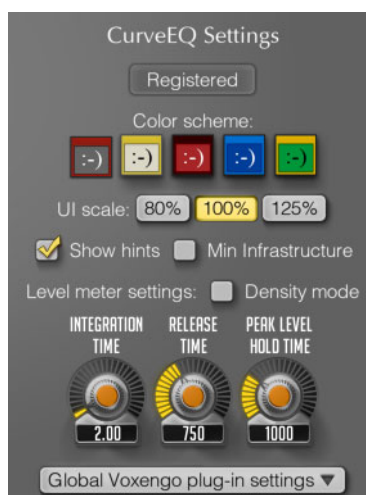 CurveEQ Settings
Registered
Color scheme:
:-) :-) :-) :-) :-)
UI scale: 80% 100% 125%
Show hints Min Infrastructure
Level meter settings: Density mode
INTEGRATION TIME RELEASE TIME PEAK LEVEL HOLD TIME
2.00 750 1000
Global Voxengo plug-in settings ▼